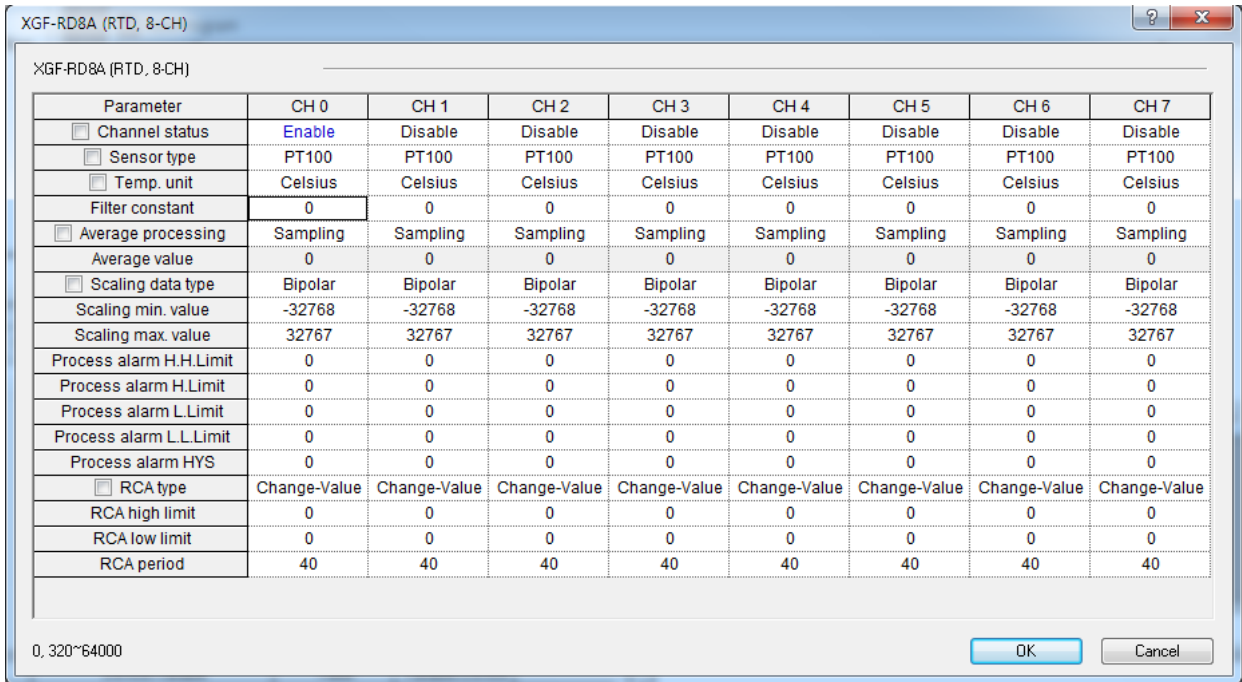 XGF-RD8A (RTD, 8-CH)
XGF-RD8A (RTD, 8-CH)
Parameter CH 0 CH 1 CH 2 CH 3 CH 4 CH 5 CH 6 CH 7
Channel status Enable Disable Disable Disable Disable Disable Disable Disable
Sensor type PT100 PT100 PT100 PT100 PT100 PT100 PT100 PT100
Temp. unit Celsius Celsius Celsius Celsius Celsius Celsius Celsius Celsius
Filter constant 0 0 0 0 0 0 0 0
Average processing Sampling Sampling Sampling Sampling Sampling Sampling Sampling Sampling
Average value 0 0 0 0 0 0 0 0
Scaling data type Bipolar Bipolar Bipolar Bipolar Bipolar Bipolar Bipolar Bipolar
Scaling min. value -32768 -32768 -32768 -32768 -32768 -32768 -32768 -32768
Scaling max. value 32767 32767 32767 32767 32767 32767 32767 32767
Process alarm H.H.Limit 0 0 0 0 0 0 0 0
Process alarm H.Limit 0 0 0 0 0 0 0 0
Process alarm L.Limit 0 0 0 0 0 0 0 0
Process alarm L.L.Limit 0 0 0 0 0 0 0 0
Process alarm HYS 0 0 0 0 0 0 0 0
RCA type Change-Value Change-Value Change-Value Change-Value Change-Value Change-Value Change-Value Change-Value
RCA high limit 0 0 0 0 0 0 0 0
RCA low limit 0 0 0 0 0 0 0 0
RCA period 40 40 40 40 40 40 40 40
0, 320~64000 OK Cancel